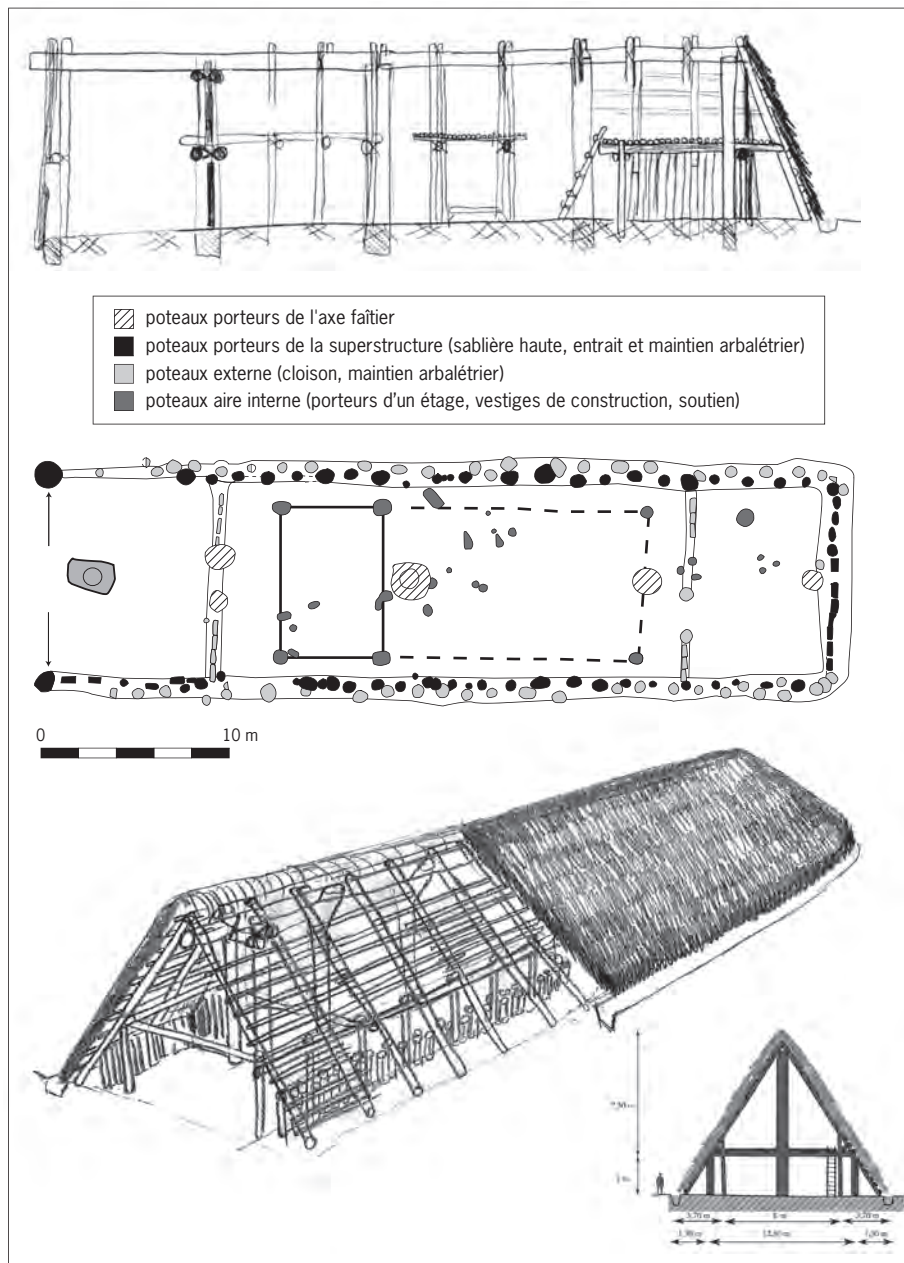 poteaux porteurs de l'axe faîtier
poteaux porteurs de la superstructure (sablière haute, entrait et maintien arbalétrier)
poteaux externe (cloison, maintien arbalétrier)
poteaux aire interne (porteurs d'un étage, vestiges de construction, soutien)
0 10 m